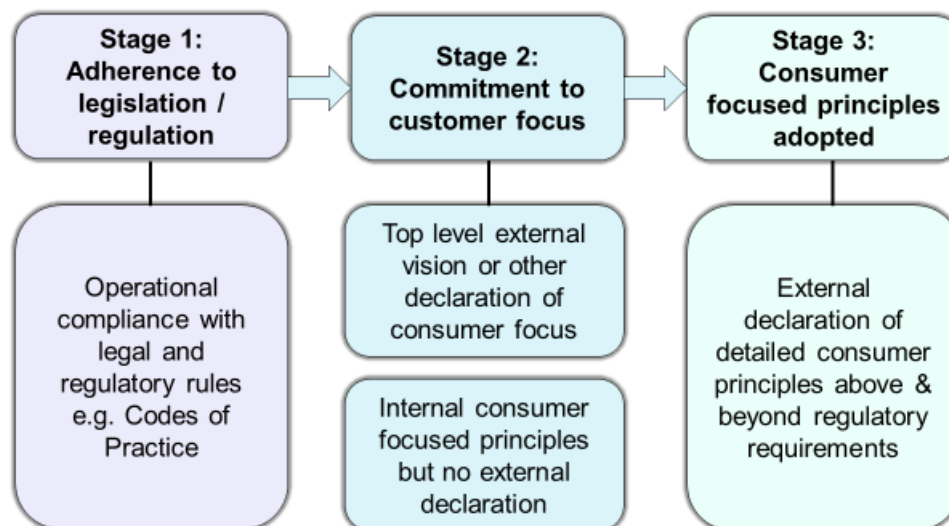 Stage 1:
Adherence to
legislation /
regulation
Stage 2:
Commitment to
customer focus
Stage 3:
Consumer
focused principles
adopted
Operational
compliance with
legal and
regulatory rules
e.g. Codes of
Practice
Top level external
vision or other
declaration of
consumer focus
Internal consumer
focused principles
but no external
declaration
External
declaration of
detailed consumer
principles above &
beyond regulatory
requirements